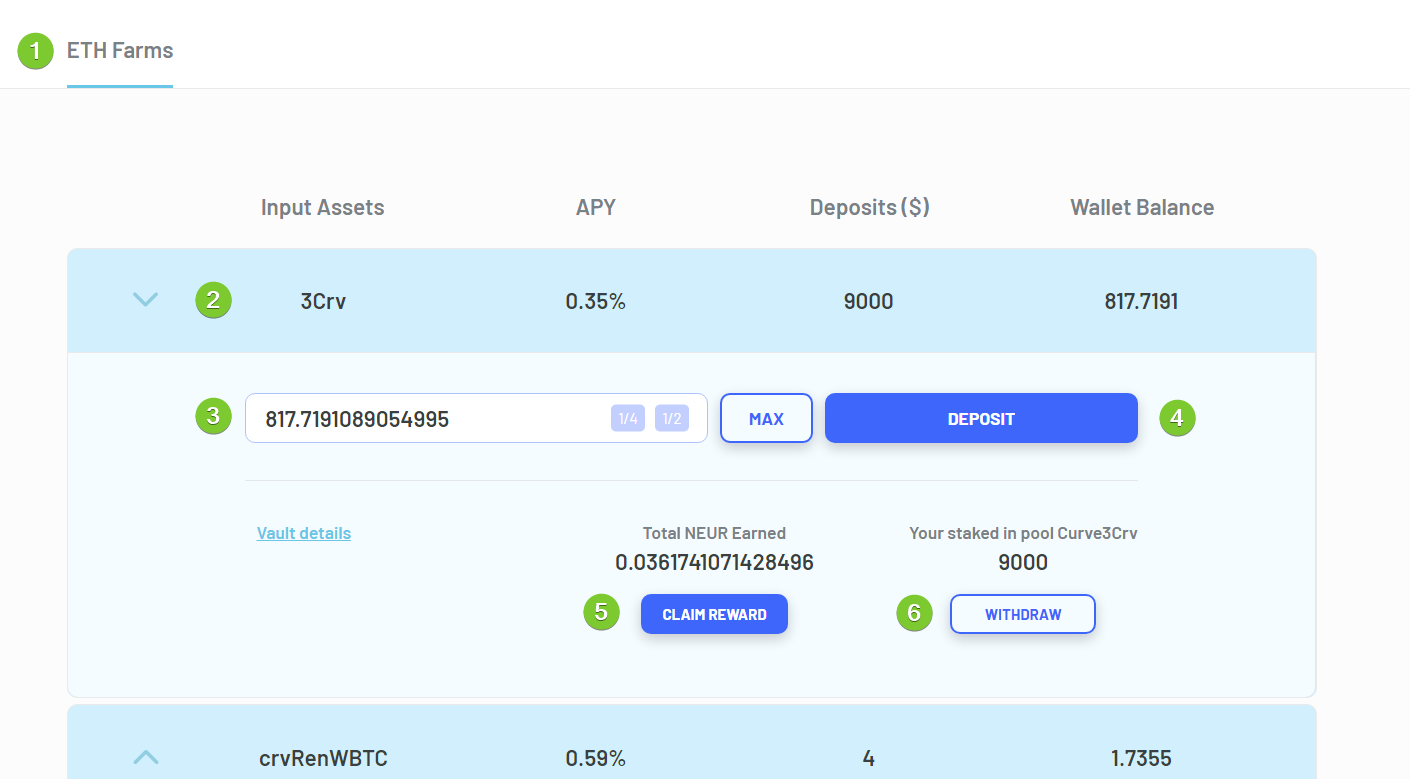 1 ETH Farms
Input Assets APY Deposits ($) Wallet Balance
2 3Crv 0.35% 9000 817.7191
3 817.7191089054995 1/4 1/2 MAX DEPOSIT 4
Vault details Total NEUR Earned Your staked in pool Curve3Crv
0.0361741071428496 9000
5 CLAIM REWARD 6 WITHDRAW
crvRenWBTC 0.59% 4 1.7355